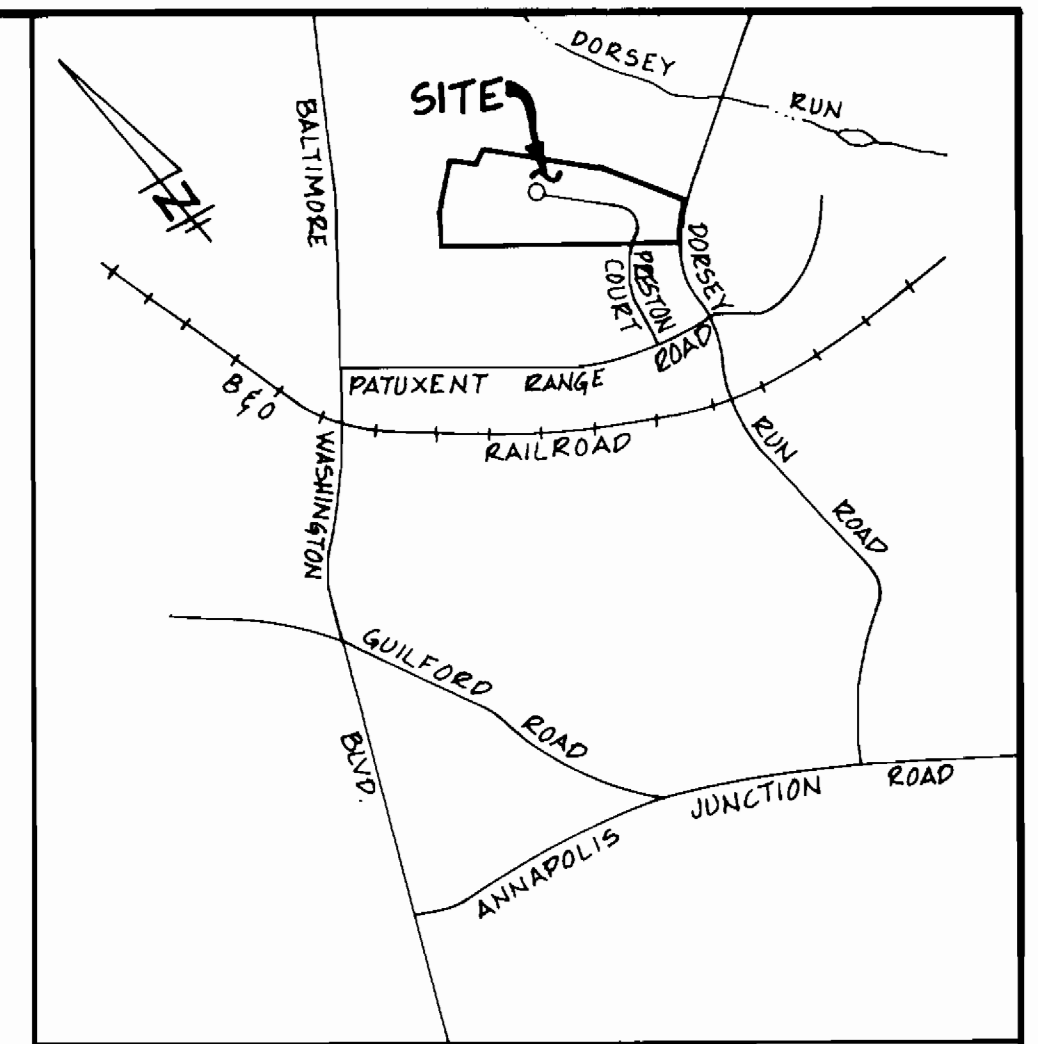 DORSEY RUN
SITE
N
BALTIMORE
WASHINGTON
BLVD.
PRESTON
COURT
DORSEY
RUN
ROAD
PATUXENT RANGE ROAD
B & O
RAILROAD
GUILFORD
ROAD
ANNAPOLIS JUNCTION ROAD